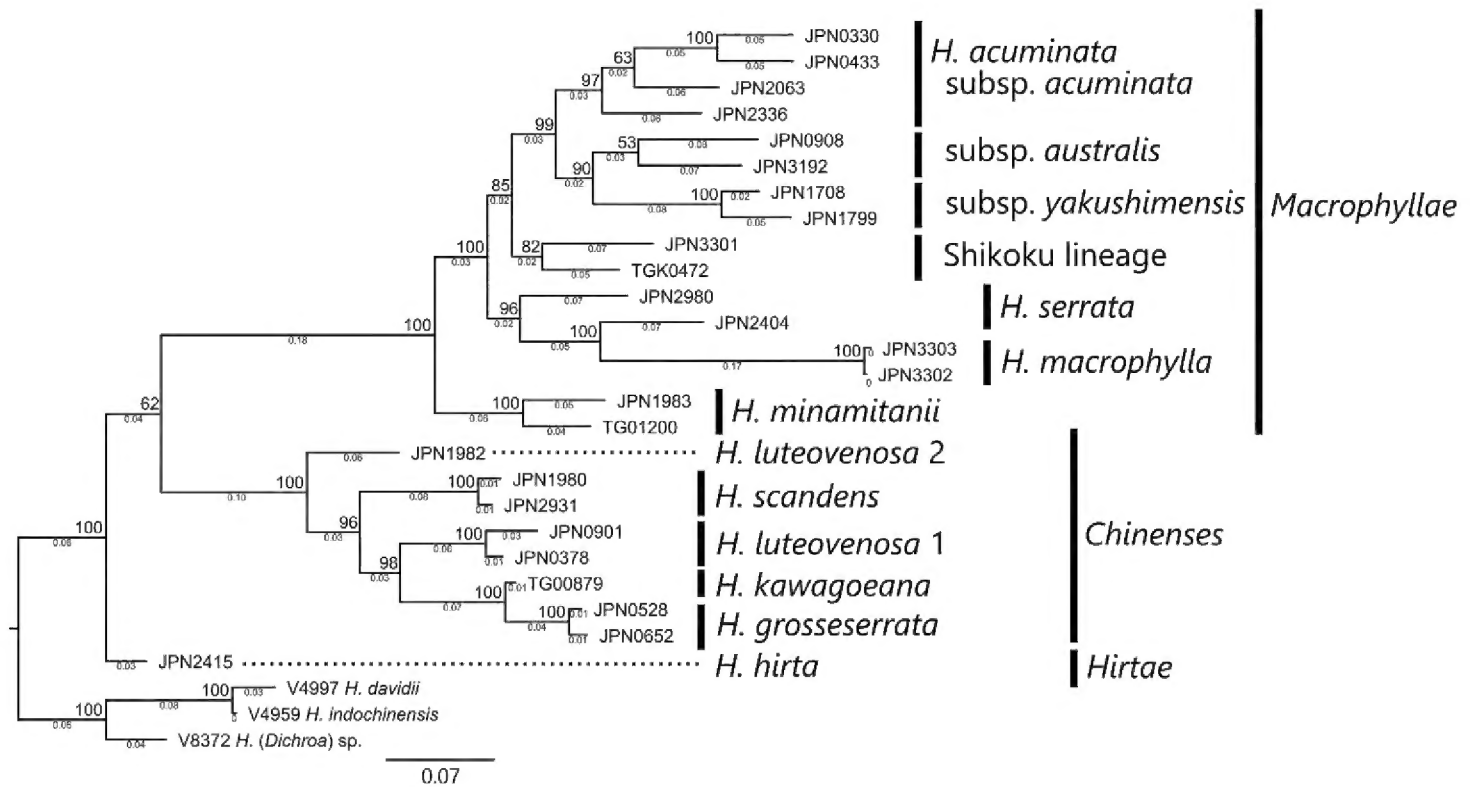 100 0.05 JPN0330
0.05 0.05 JPN0433
63 0.02
97 0.06 JPN2063
0.03 0.06 JPN2336
99 0.03
53 0.08 JPN0908
0.03 0.07 JPN3192
90 0.02
100 0.02 JPN1708
0.08 0.05 JPN1799
85 0.02
82 0.07 JPN3301
0.02 0.05 TGK0472
100 0.03
96 0.07 JPN2980
0.02
100 0.07 JPN2404
0.05
100 0 JPN3303
0.17 0 JPN3302
100 0.18
100 0.05 JPN1983
0.04 TG01200
62 0.04
0.06 JPN1982
100 0.10
100 0.01 JPN1980
0.08 0.01 JPN2931
96 0.03
100 0.03 JPN0901
0.01 JPN0378
98 0.03
100 0.01 TG00879
100 0.01 JPN0528
0.04 0.01 JPN0652
100
0.03 JPN2415
100 0.03 V4997 H. davidii
0.08 0 V4959 H. indochinensis
100 0.05
0.04 V8372 H. (Dichroa) sp.
0.07
H. acuminata
subsp. acuminata
subsp. australis
subsp. yakushimensis
Shikoku lineage
H. serrata
H. macrophylla
H. minamitanii
H. luteovenosa 2
H. scandens
H. luteovenosa 1
H. kawagoeana
H. grosseserrata
H. hirta
Macrophyllae
Chinenses
Hirtae